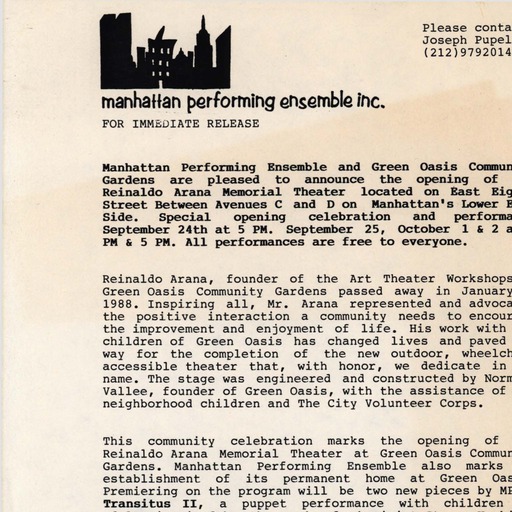 Please conta
Joseph Pupel
(212)9792014
manhattan performing ensemble inc.
FOR IMMEDIATE RELEASE
Manhattan Performing Ensemble and Green Oasis Commun
Gardens are pleased to announce the opening of
Reinaldo Arana Memorial Theater located on East Eig
Street Between Avenues C and D on Manhattan's Lower E
Side. Special opening celebration and performa
September 24th at 5 PM. September 25, October 1 & 2 a
PM & 5 PM. All performances are free to everyone.
Reinaldo Arana, founder of the Art Theater Workshops
Green Oasis Community Gardens passed away in January
1988. Inspiring all, Mr. Arana represented and advoca
the positive interaction a community needs to encour
the improvement and enjoyment of life. His work with
children of Green Oasis has changed lives and paved
way for the completion of the new outdoor, wheelch
accessible theater that, with honor, we dedicate in
name. The stage was engineered and constructed by Norm
Vallee, founder of Green Oasis, with the assistance of
neighborhood children and The City Volunteer Corps.
This community celebration marks the opening of
Reinaldo Arana Memorial Theater at Green Oasis Commun
Gardens. Manhattan Performing Ensemble also marks
establishment of its permanent home at Green Oas
Premiering on the program will be two new pieces by MP
Transitus II, a puppet performance with children